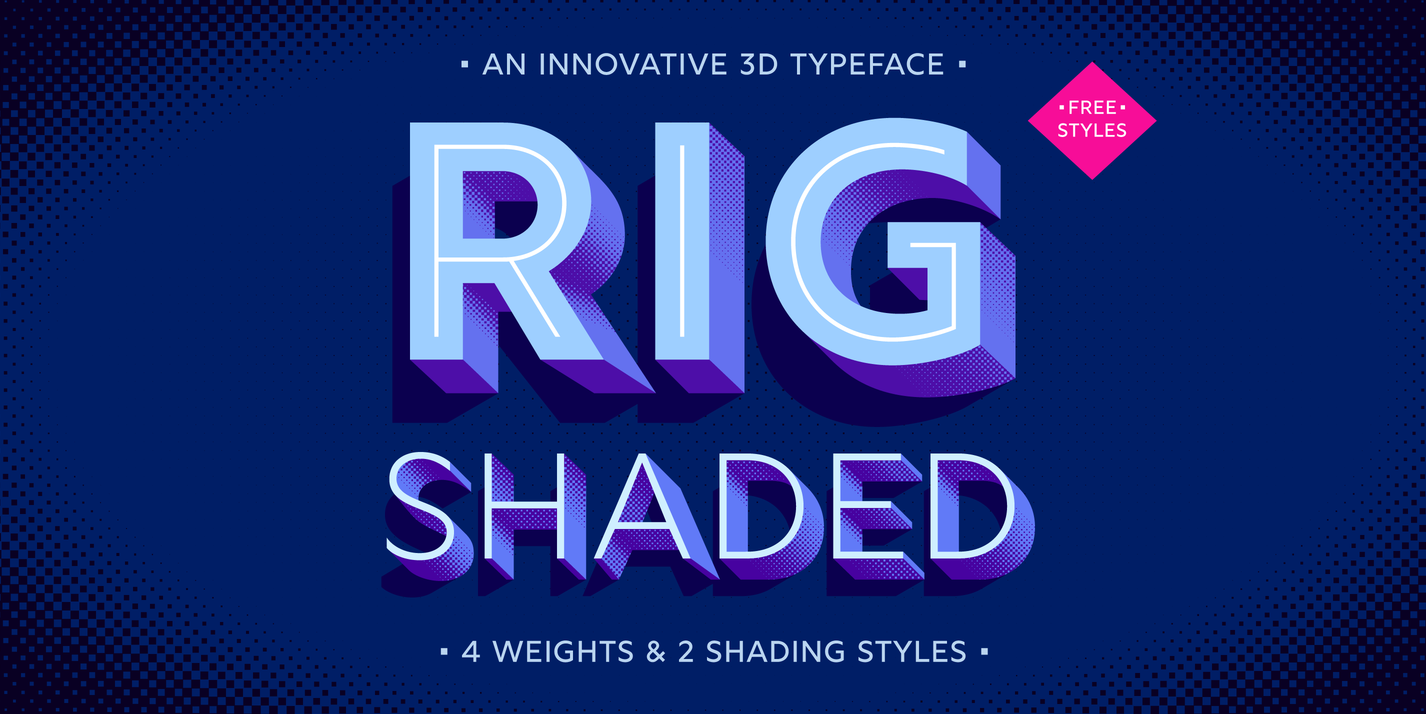 ▪ AN INNOVATIVE 3D TYPEFACE ▪
▪ FREE ▪
STYLES
RIG
SHADED
▪ 4 WEIGHTS & 2 SHADING STYLES ▪